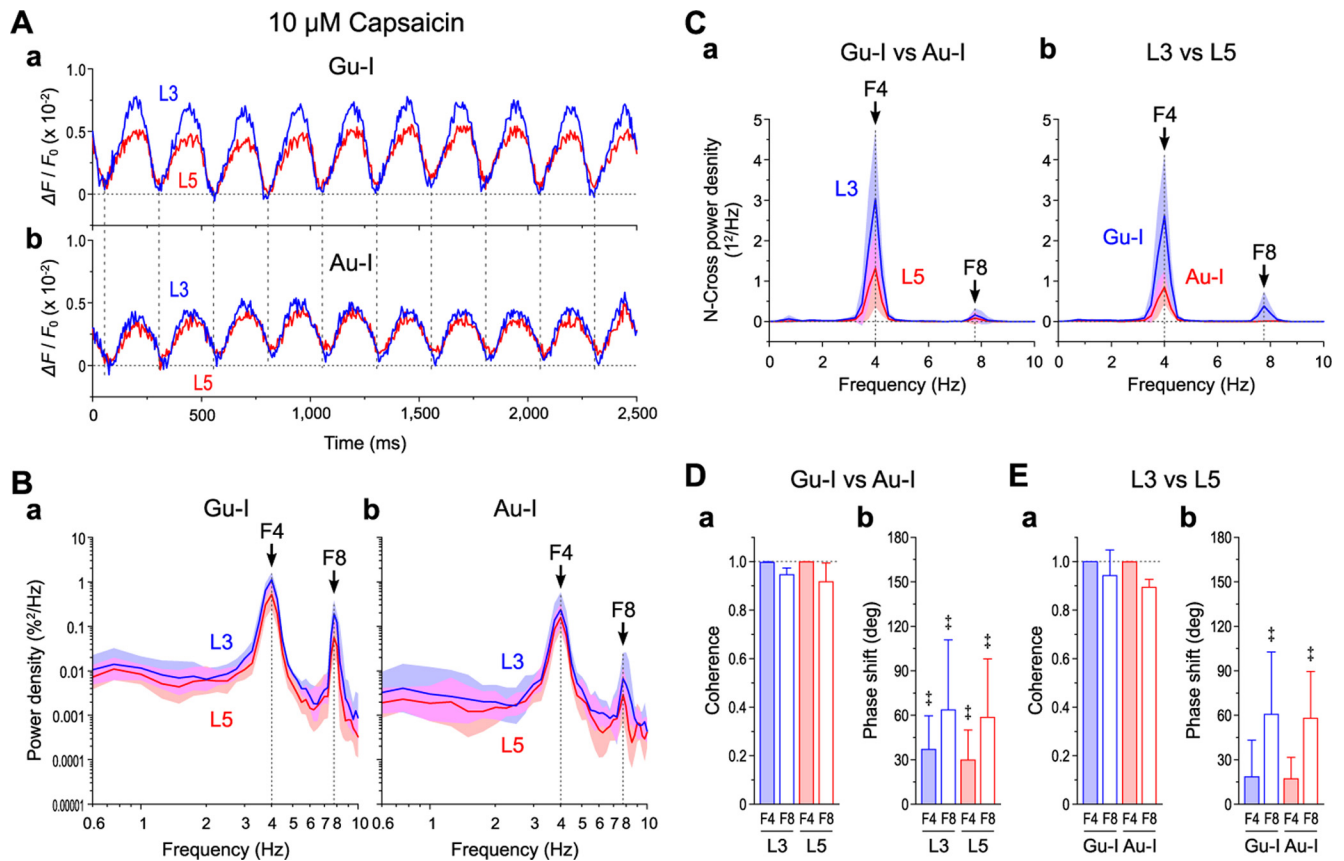 A
10 µM Capsaicin
a
Gu-I
L3
L5
ΔF / F₀ (x 10⁻²)
1.0
0.5
0
b
Au-I
L3
L5
ΔF / F₀ (x 10⁻²)
1.0
0.5
0
0 500 1,000 1,500 2,000 2,500
Time (ms)
B
a
Gu-I
F4
F8
L3
L5
Power density (%²/Hz)
10
1
0.1
0.01
0.001
0.0001
0.00001
0.6 1 2 3 4 5 6 7 8 10
Frequency (Hz)
b
Au-I
F4
F8
L3
L5
0.6 1 2 3 4 5 6 7 8 10
Frequency (Hz)
C
a
Gu-I vs Au-I
F4
L3
L5
F8
N-Cross power desnity
(1²/Hz)
5
4
3
2
1
0
0 2 4 6 8 10
Frequency (Hz)
b
L3 vs L5
F4
Gu-I
Au-I
F8
5
4
3
2
1
0
0 2 4 6 8 10
Frequency (Hz)
D
Gu-I vs Au-I
a
Coherence
1.0
0.8
0.6
0.4
0.2
0
F4 F8 F4 F8
L3 L5
b
Phase shift (deg)
180
150
120
90
60
30
0
‡ ‡ ‡ ‡
F4 F8 F4 F8
L3 L5
E
L3 vs L5
a
Coherence
1.0
0.8
0.6
0.4
0.2
0
F4 F8 F4 F8
Gu-I Au-I
b
Phase shift (deg)
180
150
120
90
60
30
0
‡ ‡
F4 F8 F4 F8
Gu-I Au-I